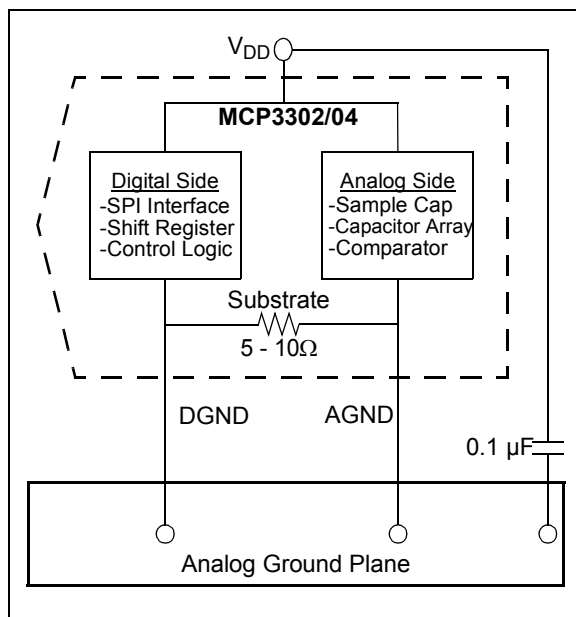 V_DD
MCP3302/04
Digital Side
-SPI Interface
-Shift Register
-Control Logic
Analog Side
-Sample Cap
-Capacitor Array
-Comparator
Substrate
5 - 10Ω
DGND
AGND
0.1 µF
Analog Ground Plane